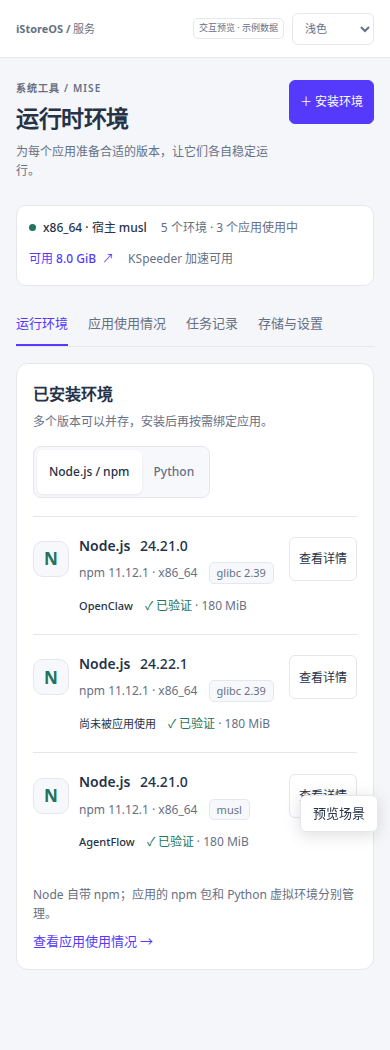 iStoreOS / 服务
交互预览 · 示例数据
浅色
系统工具 / MISE
运行时环境
＋ 安装环境
为每个应用准备合适的版本，让它们各自稳定运
行。
x86_64 · 宿主 musl 5 个环境 · 3 个应用使用中
可用 8.0 GiB ↗ KSpeeder 加速可用
运行环境 应用使用情况 任务记录 存储与设置
已安装环境
多个版本可以并存，安装后再按需绑定应用。
Node.js / npm Python
N
Node.js 24.21.0
npm 11.12.1 · x86_64 glibc 2.39
OpenClaw ✓ 已验证 · 180 MiB
查看详情
N
Node.js 24.22.1
npm 11.12.1 · x86_64 glibc 2.39
尚未被应用使用 ✓ 已验证 · 180 MiB
查看详情
N
Node.js 24.21.0
npm 11.12.1 · x86_64 musl
AgentFlow ✓ 已验证 · 180 MiB
查看详情
预览场景
Node 自带 npm；应用的 npm 包和 Python 虚拟环境分别管
理。
查看应用使用情况 →